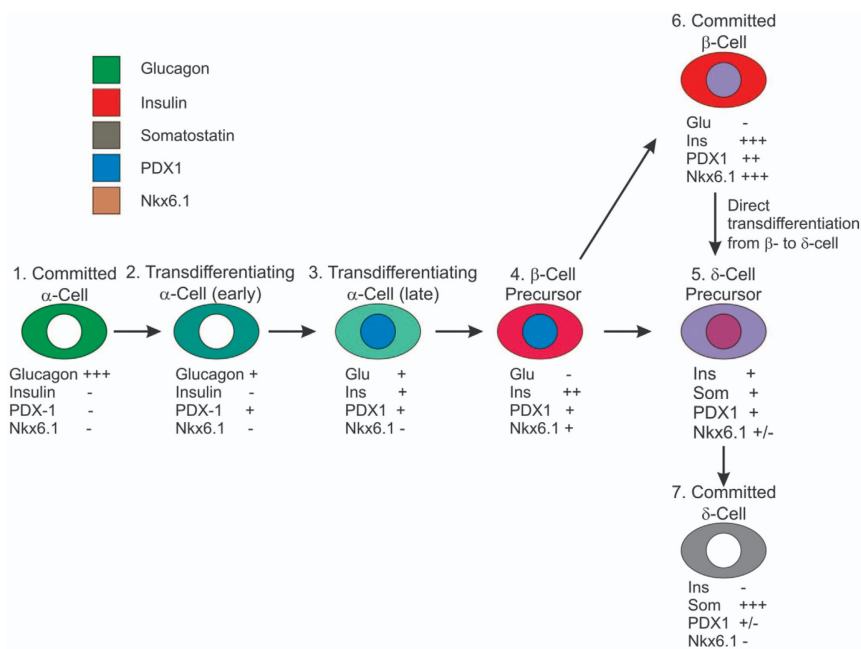 Glucagon
Insulin
Somatostatin
PDX1
Nkx6.1
6. Committed
β-Cell
Glu -
Ins +++
PDX1 ++
Nkx6.1 +++
Direct
transdifferentiation
from β- to δ-cell
1. Committed
α-Cell
Glucagon +++
Insulin -
PDX-1 -
Nkx6.1 -
2. Transdifferentiating
α-Cell (early)
Glucagon +
Insulin -
PDX-1 +
Nkx6.1 -
3. Transdifferentiating
α-Cell (late)
Glu +
Ins +
PDX1 +
Nkx6.1 -
4. β-Cell
Precursor
Glu -
Ins ++
PDX1 +
Nkx6.1 +
5. δ-Cell
Precursor
Ins +
Som +
PDX1 +
Nkx6.1 +/-
7. Committed
δ-Cell
Ins -
Som +++
PDX1 +/-
Nkx6.1 -